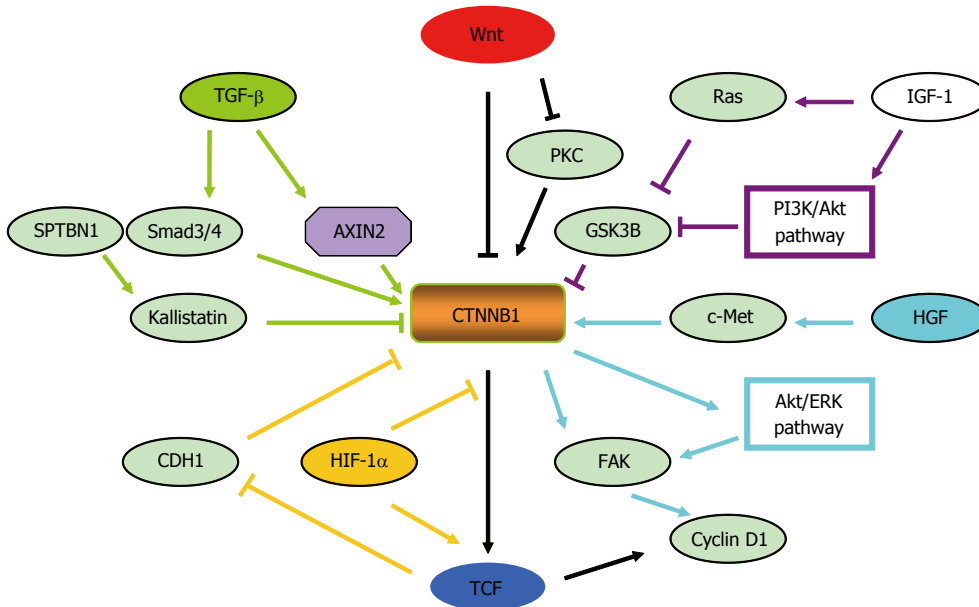 Wnt
TGF-β
Ras
IGF-1
PKC
SPTBN1
Smad3/4
AXIN2
GSK3B
PI3K/Akt
pathway
Kallistatin
CTNNB1
c-Met
HGF
Akt/ERK
pathway
CDH1
HIF-1α
FAK
Cyclin D1
TCF